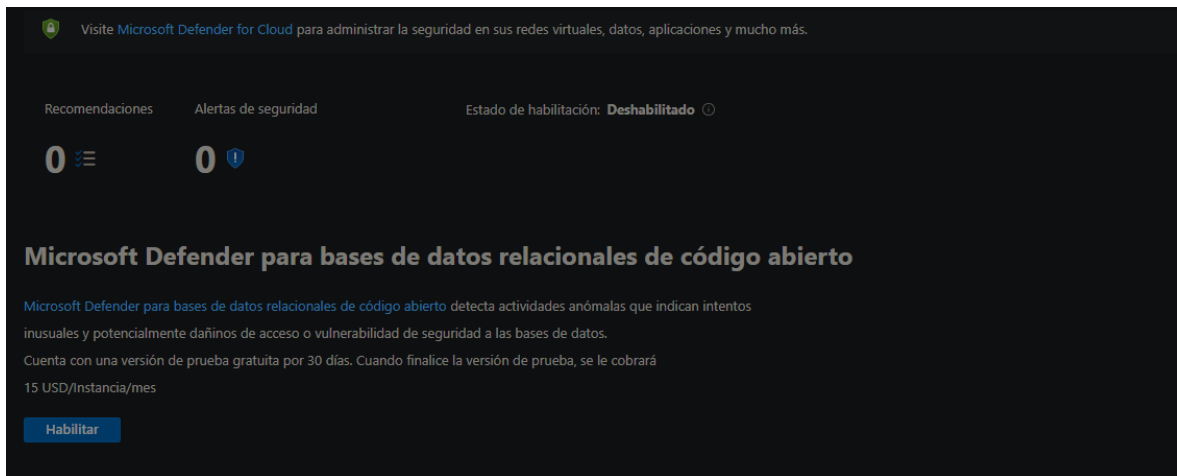 Visite Microsoft Defender for Cloud para administrar la seguridad en sus redes virtuales, datos, aplicaciones y mucho más.
Recomendaciones Alertas de seguridad Estado de habilitación: Deshabilitado
0 0
Microsoft Defender para bases de datos relacionales de código abierto
Microsoft Defender para bases de datos relacionales de código abierto detecta actividades anómalas que indican intentos
inusuales y potencialmente dañinos de acceso o vulnerabilidad de seguridad a las bases de datos.
Cuenta con una versión de prueba gratuita por 30 días. Cuando finalice la versión de prueba, se le cobrará
15 USD/Instancia/mes
Habilitar